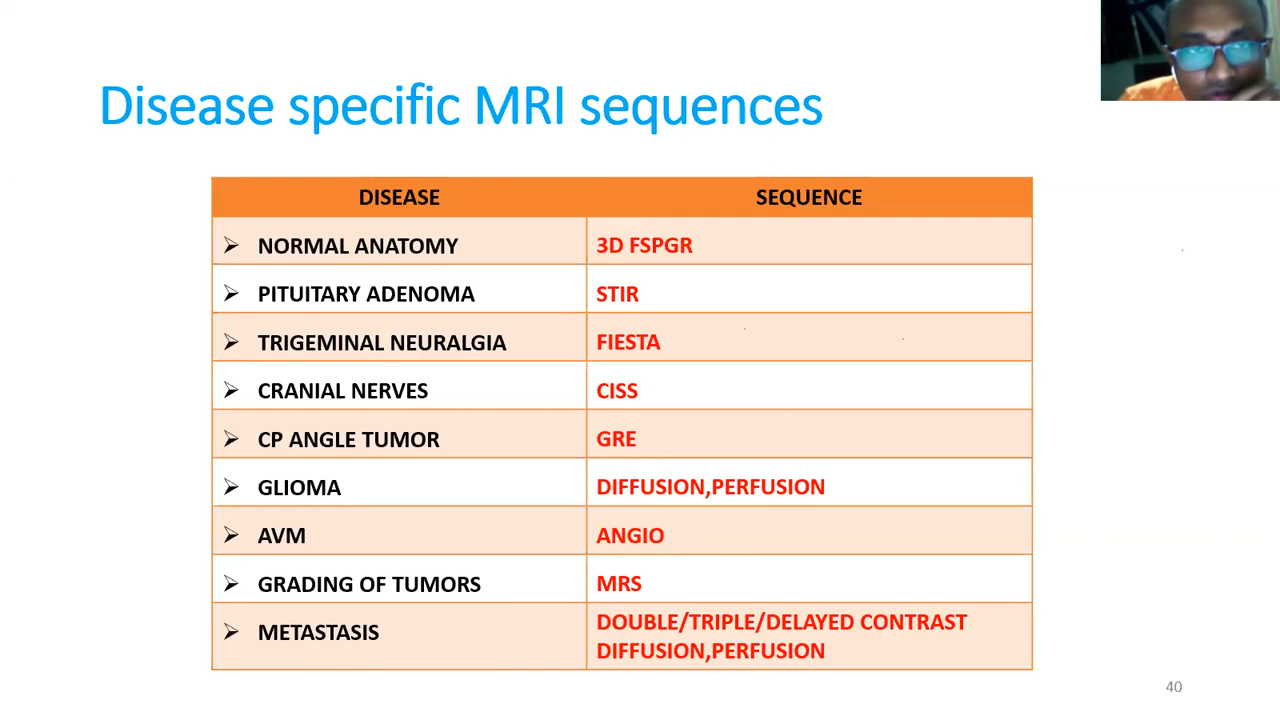 Disease specific MRI sequences
DISEASE SEQUENCE
➢ NORMAL ANATOMY 3D FSPGR
➢ PITUITARY ADENOMA STIR
➢ TRIGEMINAL NEURALGIA FIESTA
➢ CRANIAL NERVES CISS
➢ CP ANGLE TUMOR GRE
➢ GLIOMA DIFFUSION,PERFUSION
➢ AVM ANGIO
➢ GRADING OF TUMORS MRS
➢ METASTASIS DOUBLE/TRIPLE/DELAYED CONTRAST
DIFFUSION,PERFUSION
40